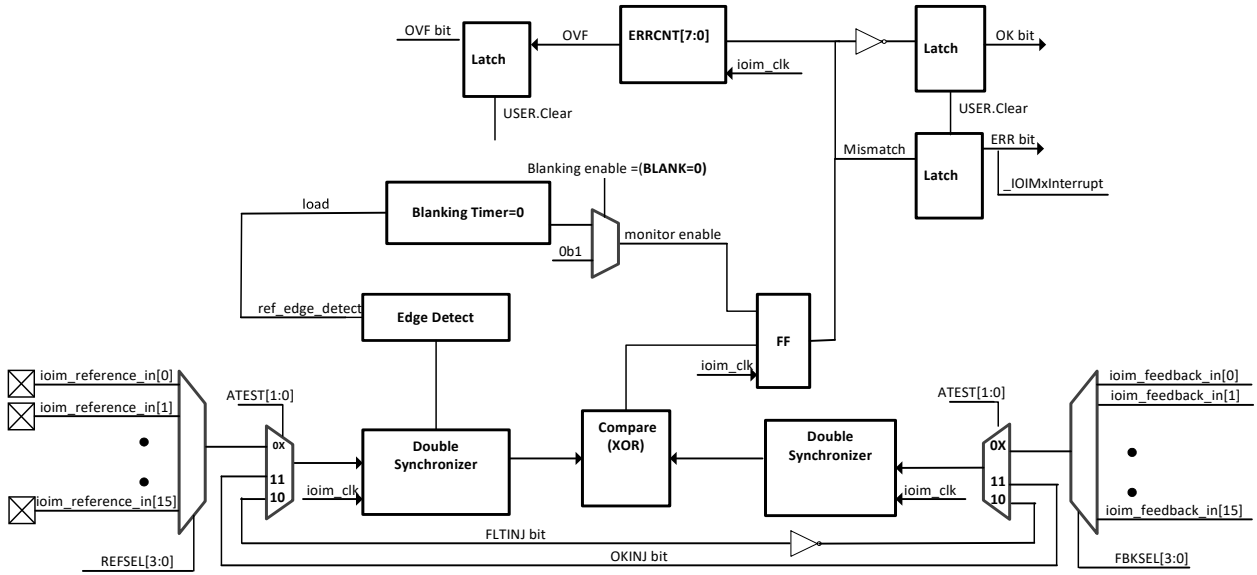 OVF bit
OVF
ERRCNT[7:0]
Latch
ioim_clk
Latch
OK bit
USER.Clear
USER.Clear
Mismatch
ERR bit
Latch
_IOIMxInterrupt
Blanking enable =(BLANK=0)
load
Blanking Timer=0
0b1
monitor enable
ref_edge_detect
Edge Detect
FF
ioim_clk
ioim_reference_in[0]
ioim_reference_in[1]
ioim_reference_in[15]
REFSEL[3:0]
ATEST[1:0]
0X
11
10
Double
Synchronizer
ioim_clk
Compare
(XOR)
Double
Synchronizer
ioim_clk
ATEST[1:0]
0X
11
10
ioim_feedback_in[0]
ioim_feedback_in[1]
ioim_feedback_in[15]
FBKSEL[3:0]
FLTINJ bit
OKINJ bit